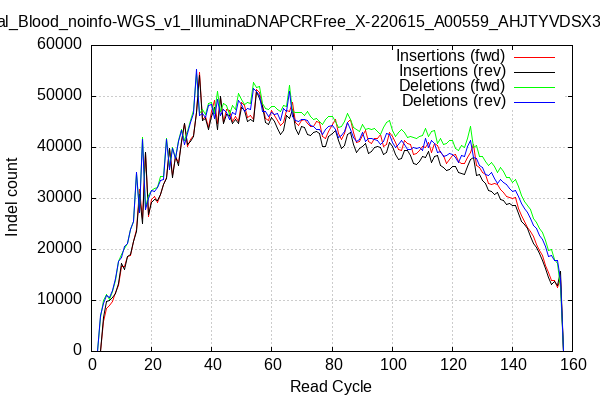 al_Blood_noinfo-WGS_v1_IlluminaDNAPCRFree_X-220615_A00559_AHJTYVDSX3
60000
50000
40000
30000
20000
10000
0
Indel count
Insertions (fwd)
Insertions (rev)
Deletions (fwd)
Deletions (rev)
0 20 40 60 80 100 120 140 160
Read Cycle